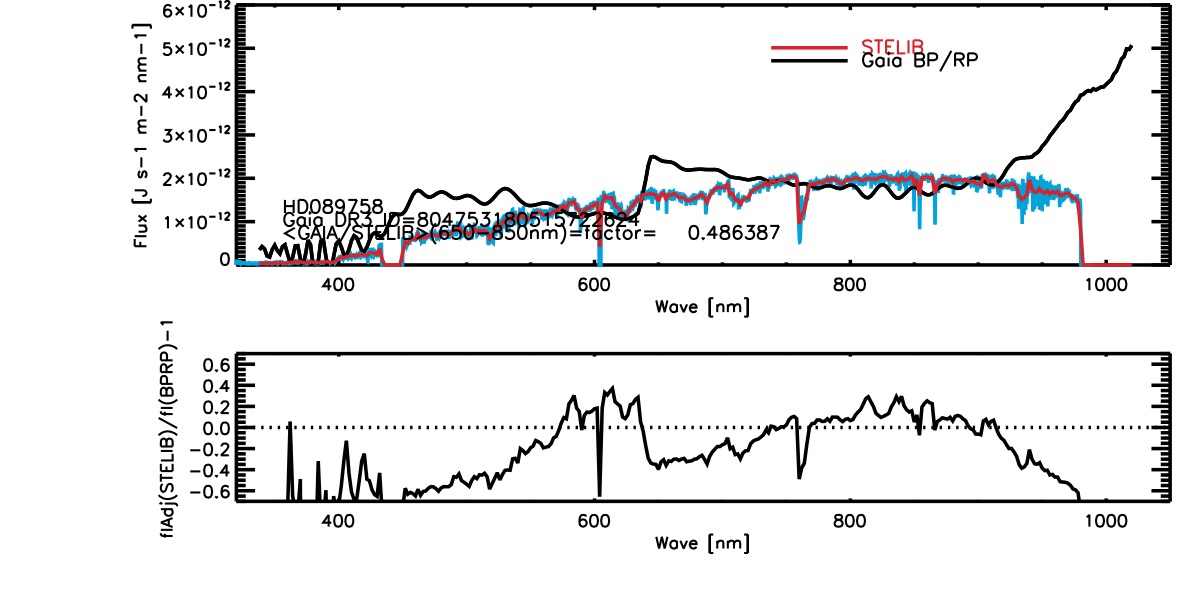 6×10⁻¹²
5×10⁻¹²
4×10⁻¹²
3×10⁻¹²
2×10⁻¹²
1×10⁻¹²
0
Flux [J s−1 m−2 nm−1]
STELIB
Gaia BP/RP
HD089758
Gaia DR3 ID=804753180515722624
<GAIA/STELIB>(650−850nm)=factor= 0.486387
400 600 800 1000
Wave [nm]
0.6
0.4
0.2
0.0
−0.2
−0.4
−0.6
flAdj(STELIB)/fl(BPRP)−1
400 600 800 1000
Wave [nm]